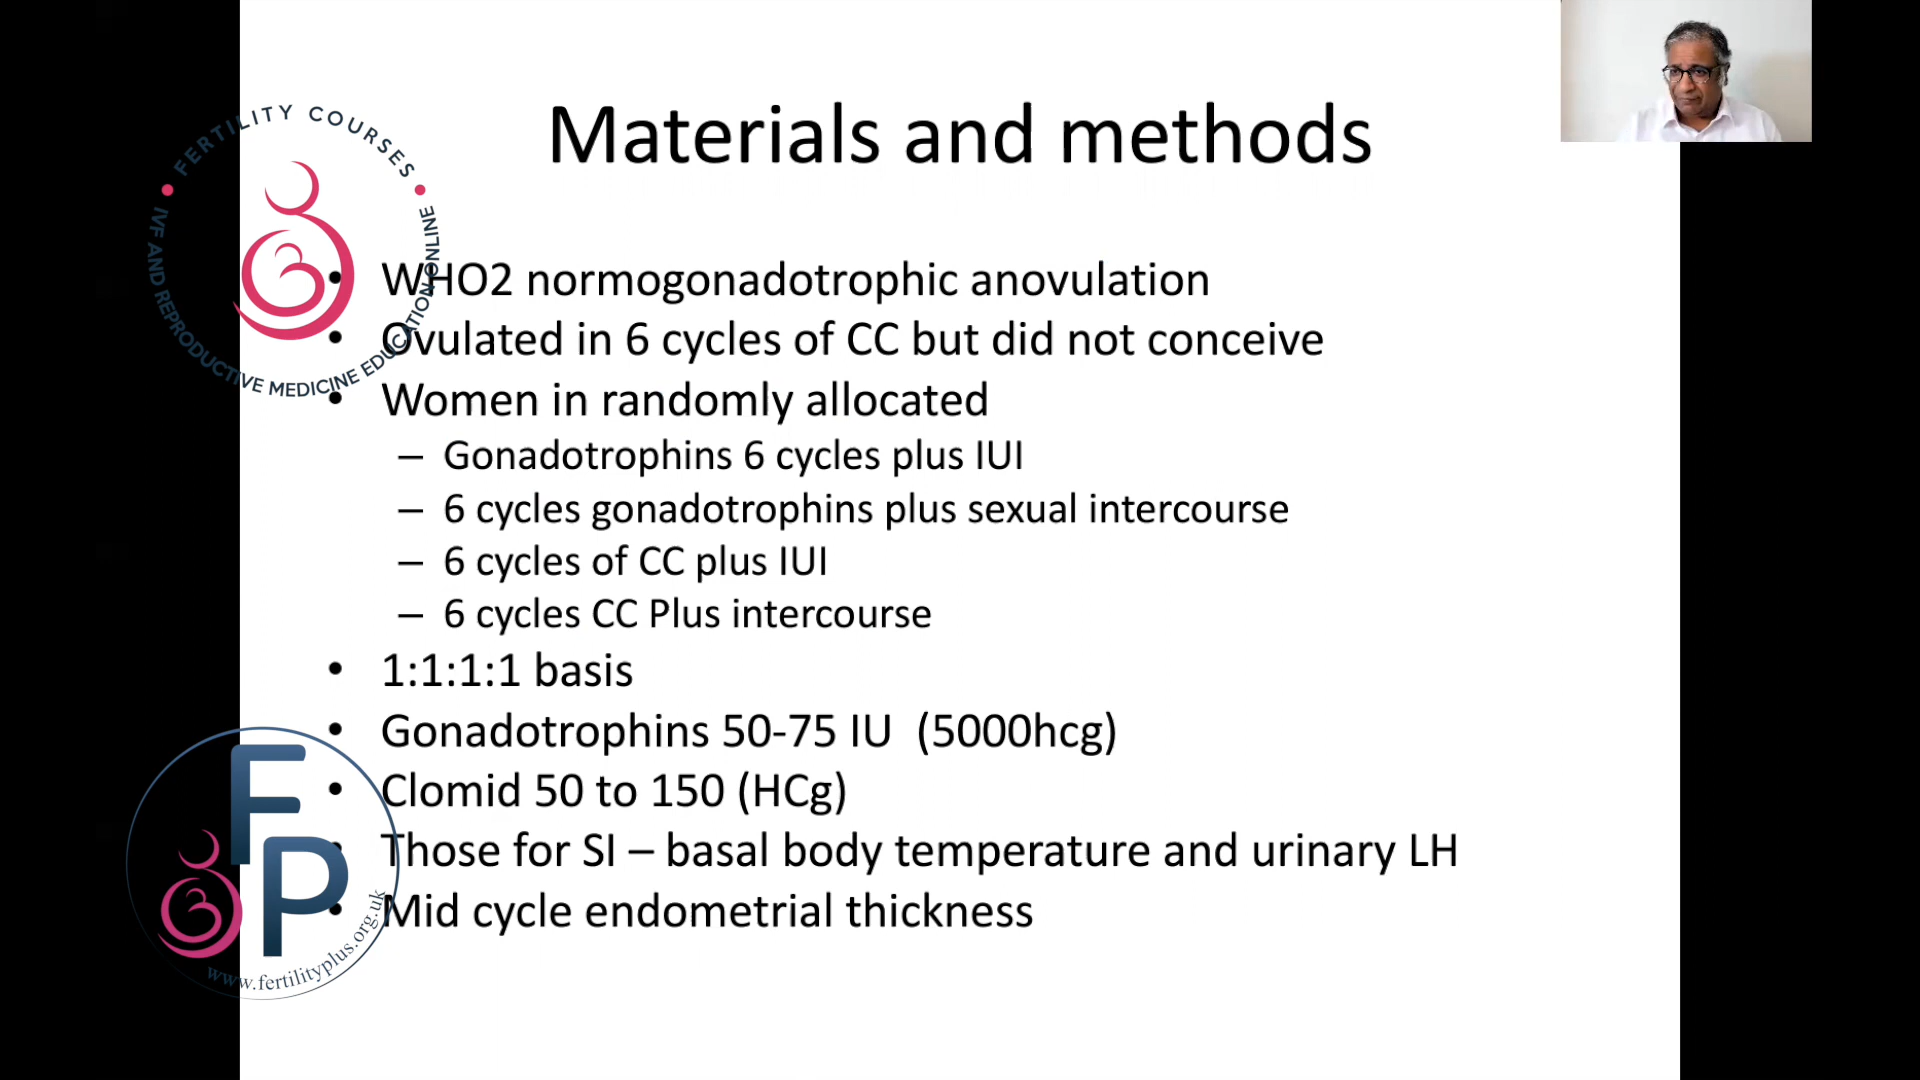 Materials and methods
FERTILITY COURSES
IVF AND REPRODUCTIVE MEDICINE EDUCATION ONLINE
• WHO2 normogonadotrophic anovulation
• Ovulated in 6 cycles of CC but did not conceive
• Women in randomly allocated
– Gonadotrophins 6 cycles plus IUI
– 6 cycles gonadotrophins plus sexual intercourse
– 6 cycles of CC plus IUI
– 6 cycles CC Plus intercourse
• 1:1:1:1 basis
• Gonadotrophins 50-75 IU (5000hcg)
• Clomid 50 to 150 (HCg)
• Those for SI – basal body temperature and urinary LH
• Mid cycle endometrial thickness
FP
www.fertilityplus.org.uk